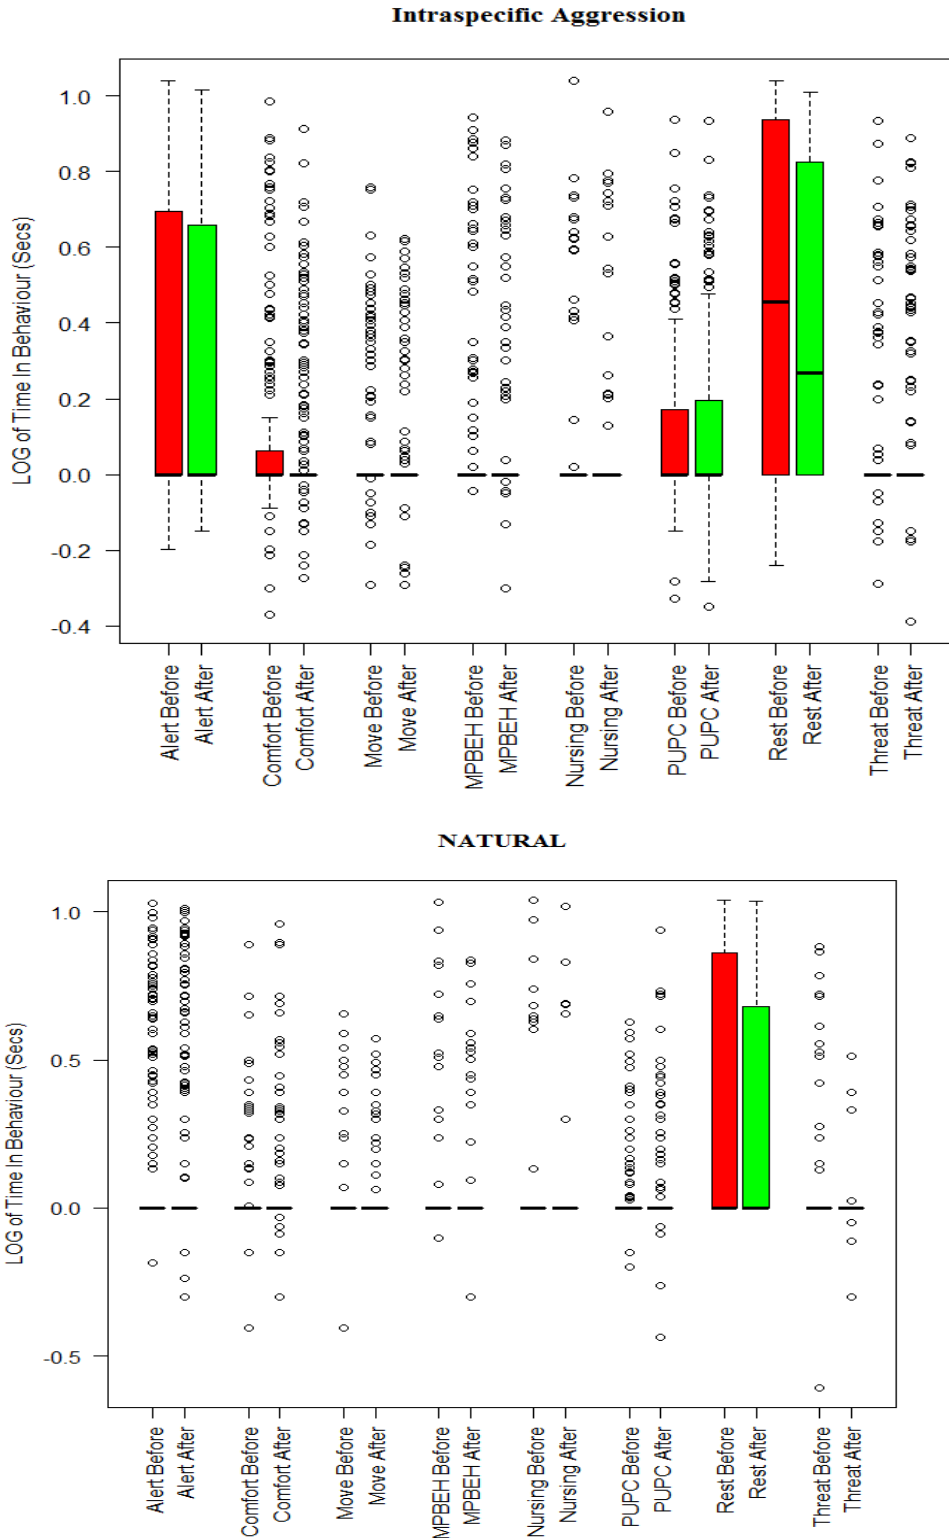 Intraspecific Aggression
LOG of Time In Behaviour (Secs)
1.0
0.8
0.6
0.4
0.2
0.0
-0.2
-0.4
Alert Before
Alert After
Comfort Before
Comfort After
Move Before
Move After
MPBEH Before
MPBEH After
Nursing Before
Nursing After
PUPC Before
PUPC After
Rest Before
Rest After
Threat Before
Threat After
NATURAL
LOG of Time In Behaviour (Secs)
1.0
0.5
0.0
-0.5
Alert Before
Alert After
Comfort Before
Comfort After
Move Before
Move After
MPBEH Before
MPBEH After
Nursing Before
Nursing After
PUPC Before
PUPC After
Rest Before
Rest After
Threat Before
Threat After